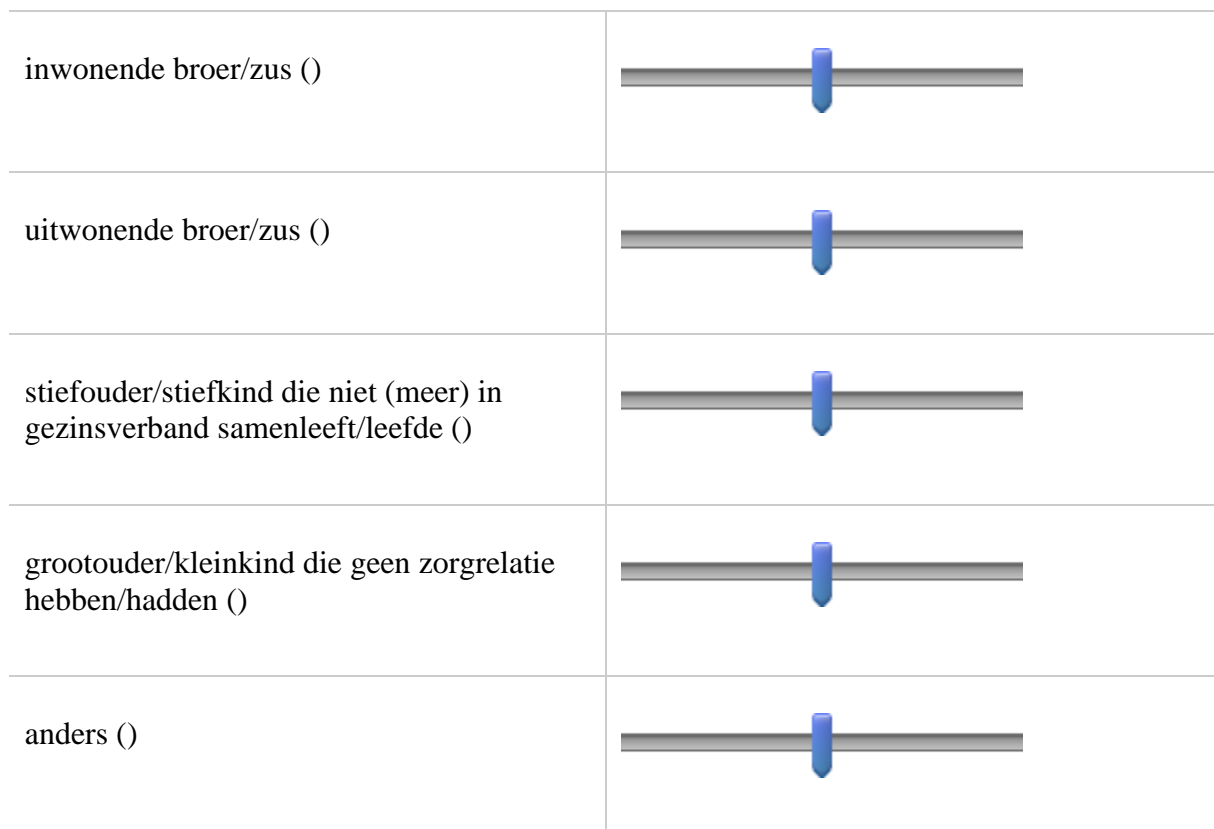 inwonende broer/zus ()
uitwonende broer/zus ()
stiefouder/stiefkind die niet (meer) in
gezinsverband samenleeft/leefde ()
grootouder/kleinkind die geen zorgrelatie
hebben/hadden ()
anders ()